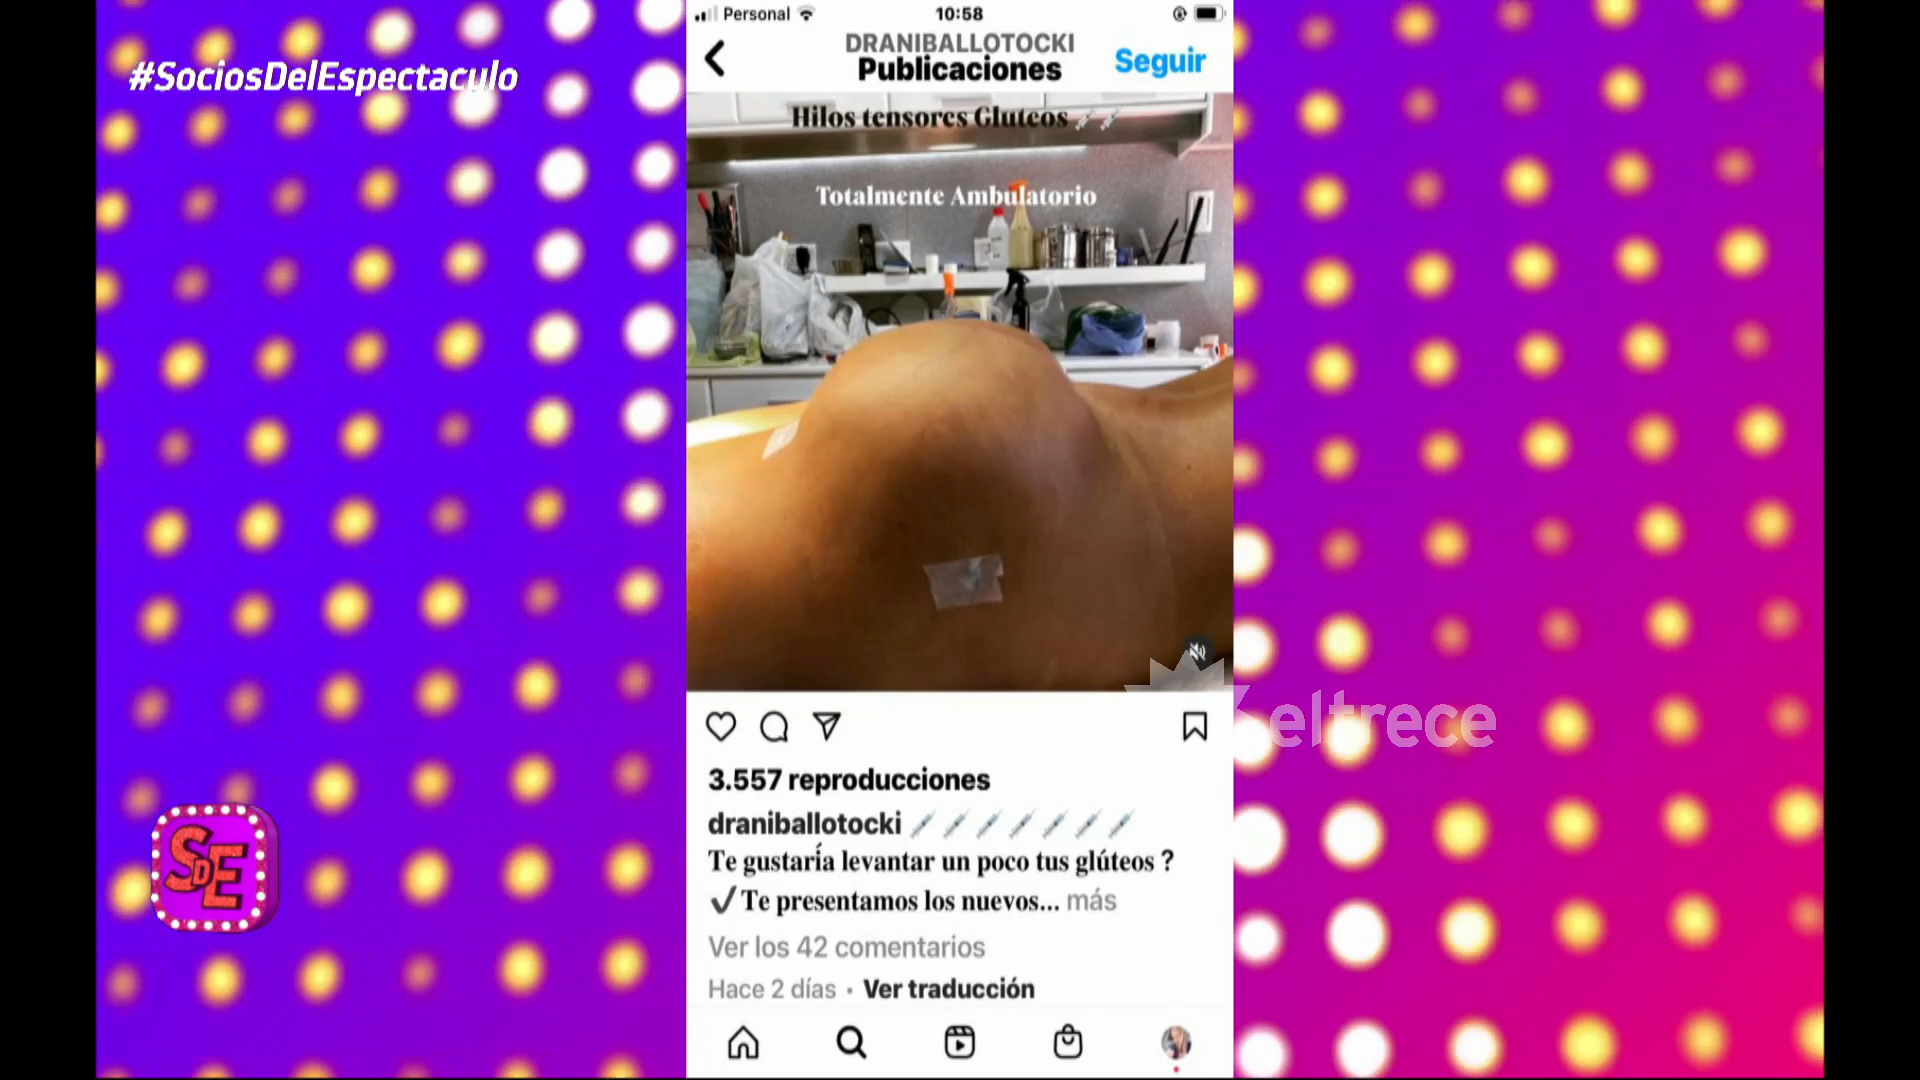 #SociosDelEspectaculo
Personal
10:58
DRANIBALLOTOCKI
Publicaciones
Seguir
Hilos tensores Gluteos
Totalmente Ambulatorio
eltrece
3.557 reproducciones
draniballotocki
Te gustaría levantar un poco tus glúteos ?
✓Te presentamos los nuevos... más
Ver los 42 comentarios
Hace 2 días · Ver traducción
SDE